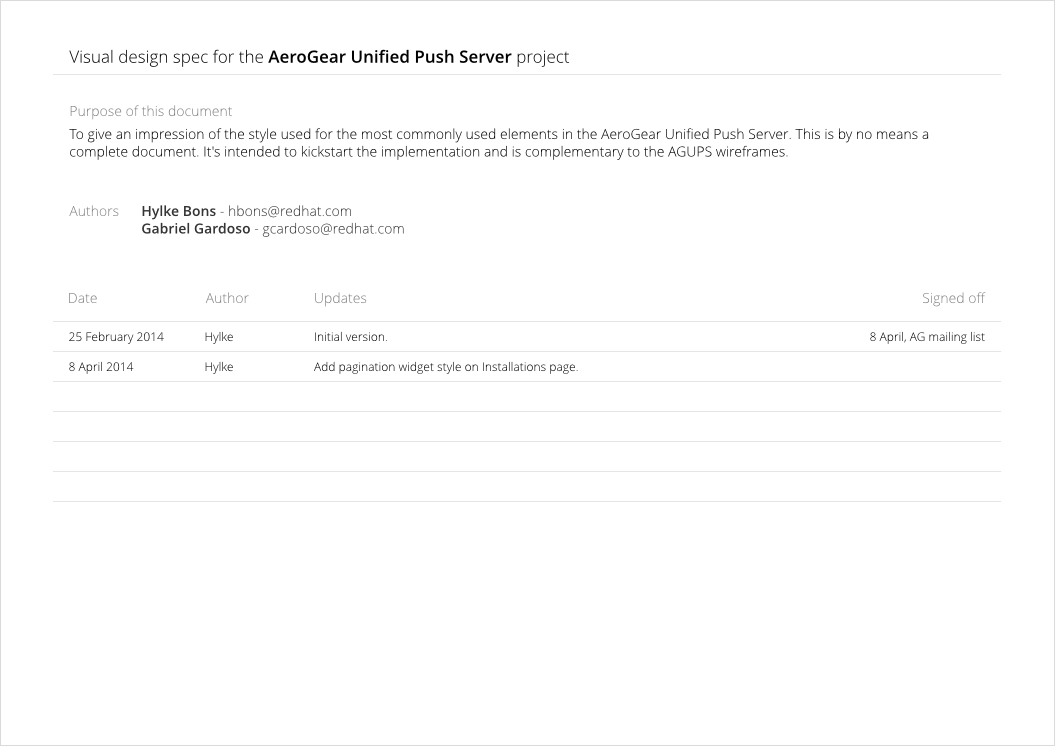 Visual design spec for the AeroGear Unified Push Server project
Purpose of this document
To give an impression of the style used for the most commonly used elements in the AeroGear Unified Push Server. This is by no means a
complete document. It's intended to kickstart the implementation and is complementary to the AGUPS wireframes.
Authors Hylke Bons - hbons@redhat.com
Gabriel Gardoso - gcardoso@redhat.com
Date Author Updates Signed off
25 February 2014 Hylke Initial version. 8 April, AG mailing list
8 April 2014 Hylke Add pagination widget style on Installations page.